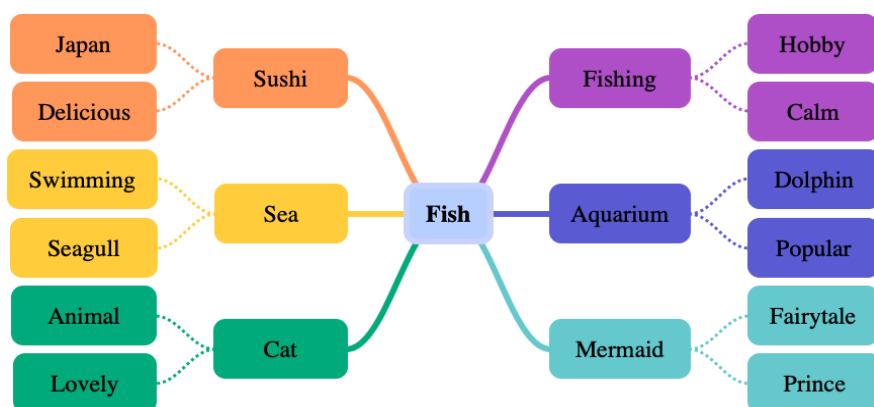 Japan
Delicious
Sushi
Swimming
Seagull
Sea
Animal
Lovely
Cat
Fish
Fishing
Hobby
Calm
Aquarium
Dolphin
Popular
Mermaid
Fairytale
Prince